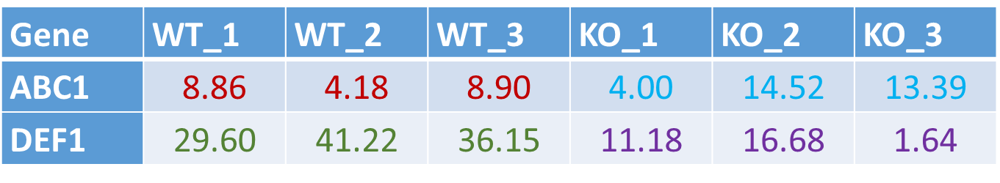 Gene WT_1 WT_2 WT_3 KO_1 KO_2 KO_3
ABC1 8.86 4.18 8.90 4.00 14.52 13.39
DEF1 29.60 41.22 36.15 11.18 16.68 1.64